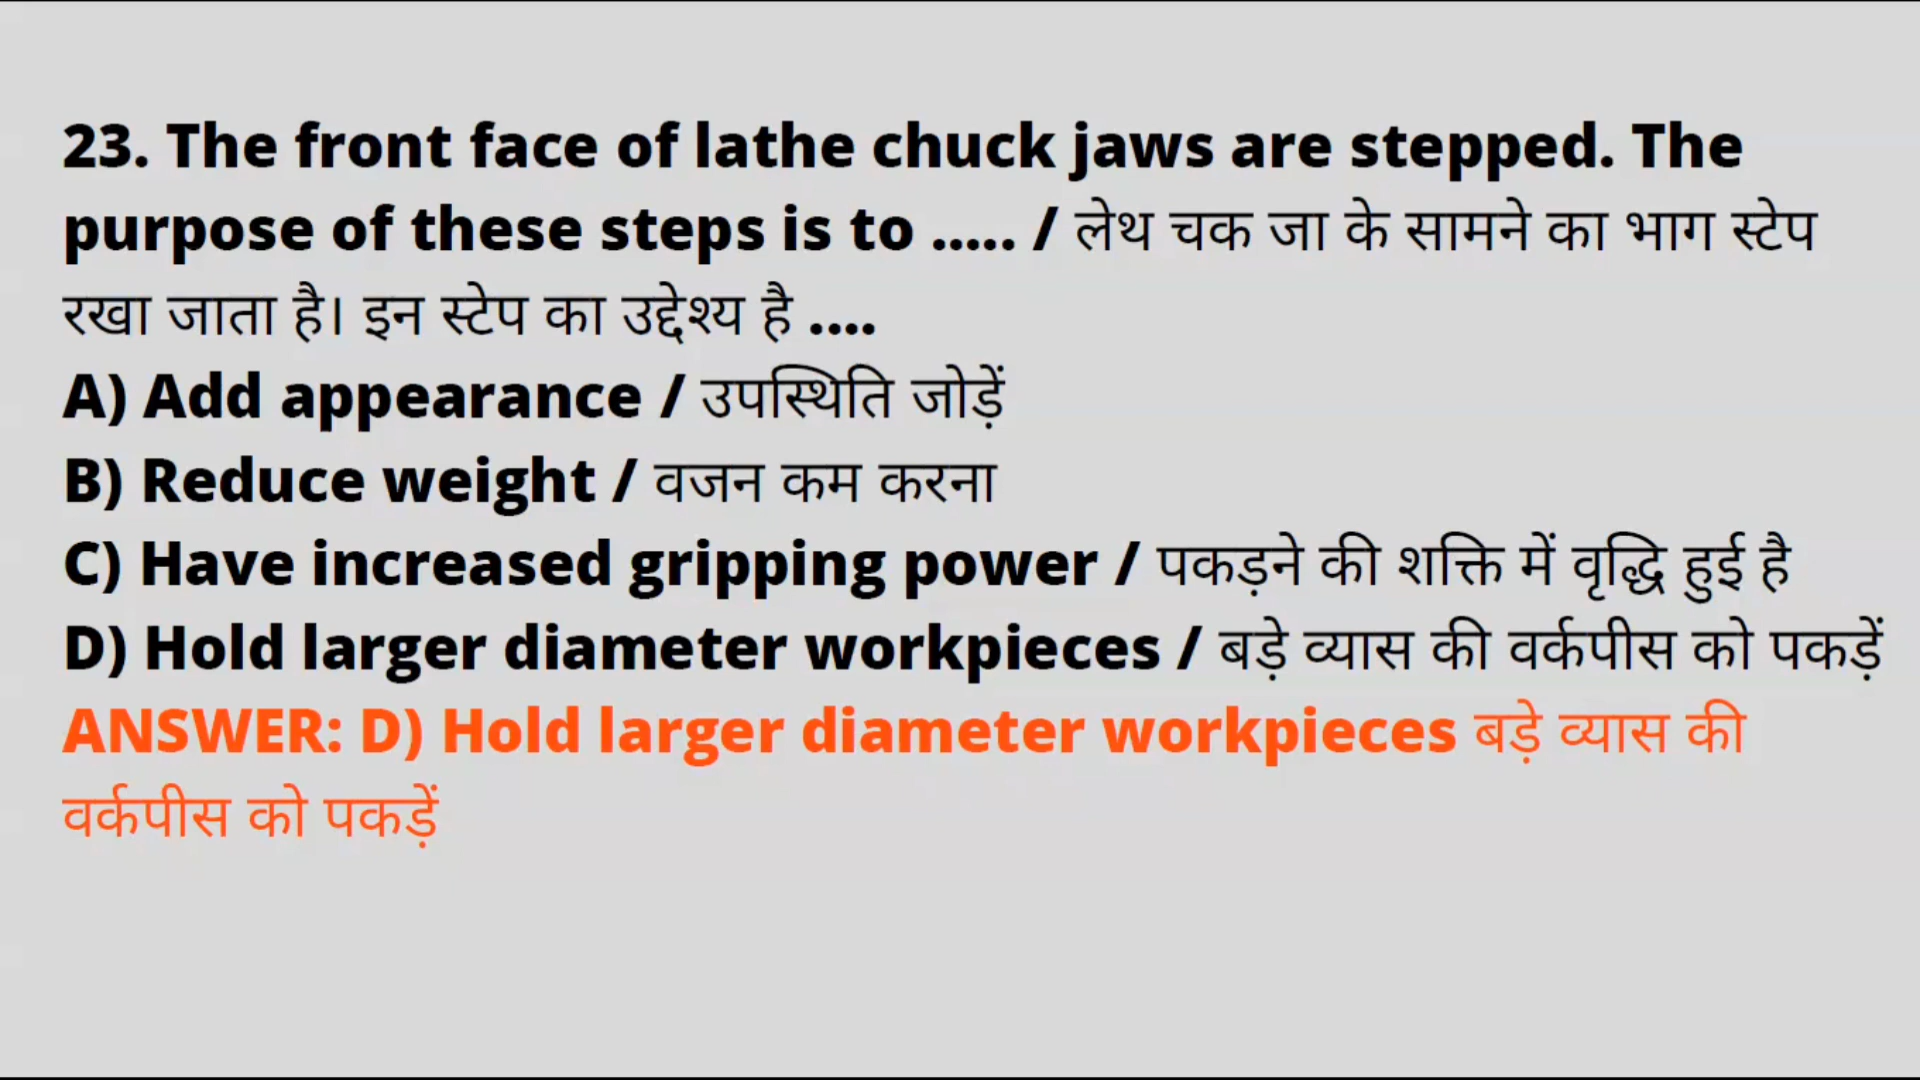 23. The front face of lathe chuck jaws are stepped. The
purpose of these steps is to ..... / लेथ चक जा के सामने का भाग स्टेप
रखा जाता है। इन स्टेप का उद्देश्य है ....
A) Add appearance / उपस्थिति जोड़ें
B) Reduce weight / वजन कम करना
C) Have increased gripping power / पकड़ने की शक्ति में वृद्धि हुई है
D) Hold larger diameter workpieces / बड़े व्यास की वर्कपीस को पकड़ें
ANSWER: D) Hold larger diameter workpieces बड़े व्यास की
वर्कपीस को पकड़ें